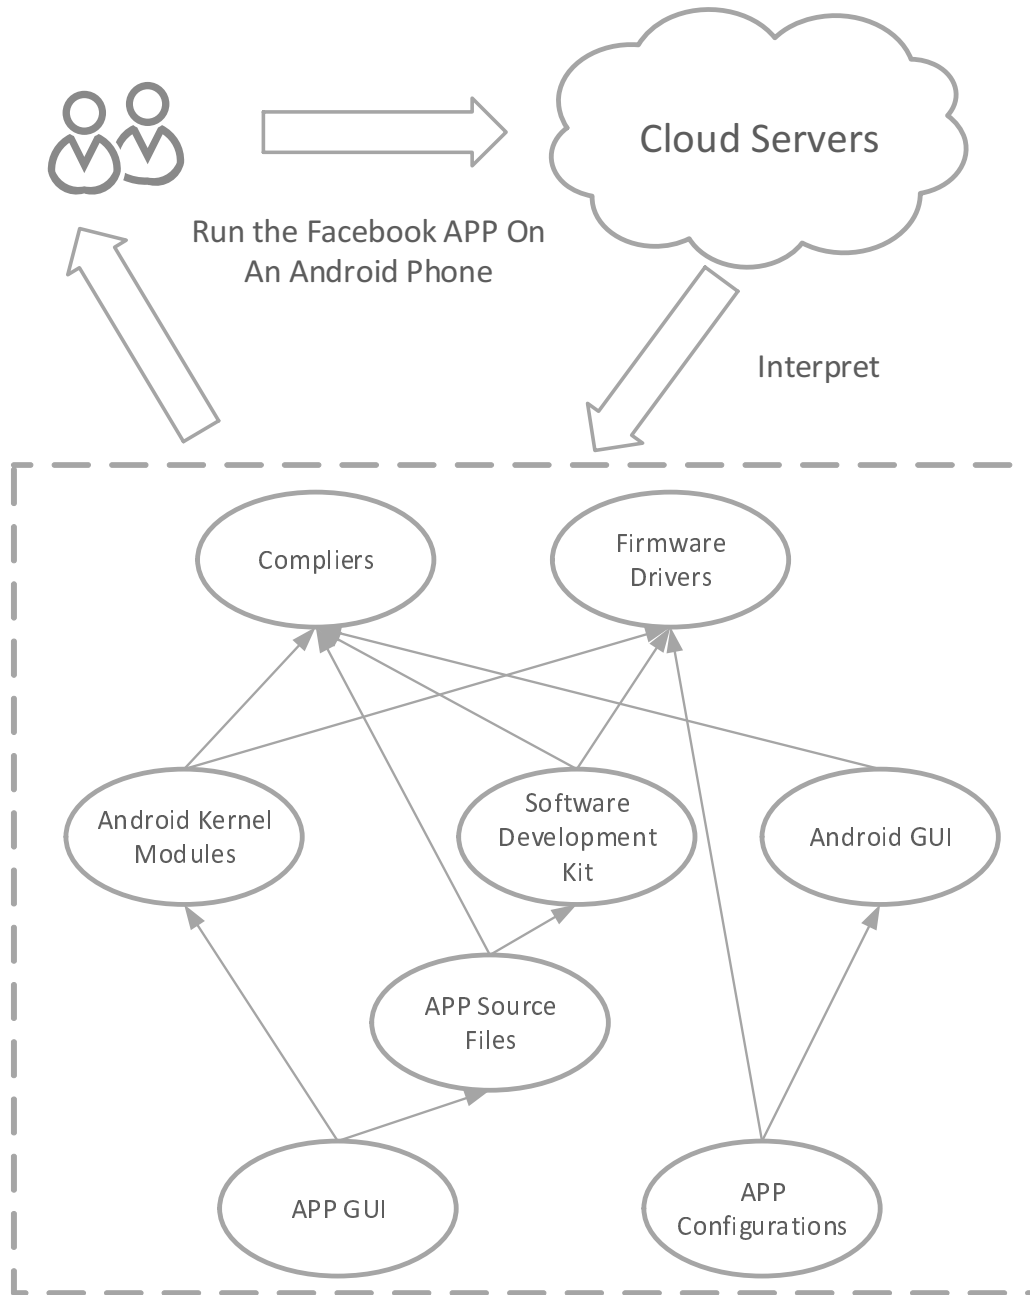 Cloud Servers
Run the Facebook APP On
An Android Phone
Interpret
Compliers
Firmware
Drivers
Android Kernel
Modules
Software
Development
Kit
Android GUI
APP Source
Files
APP GUI
APP
Configurations